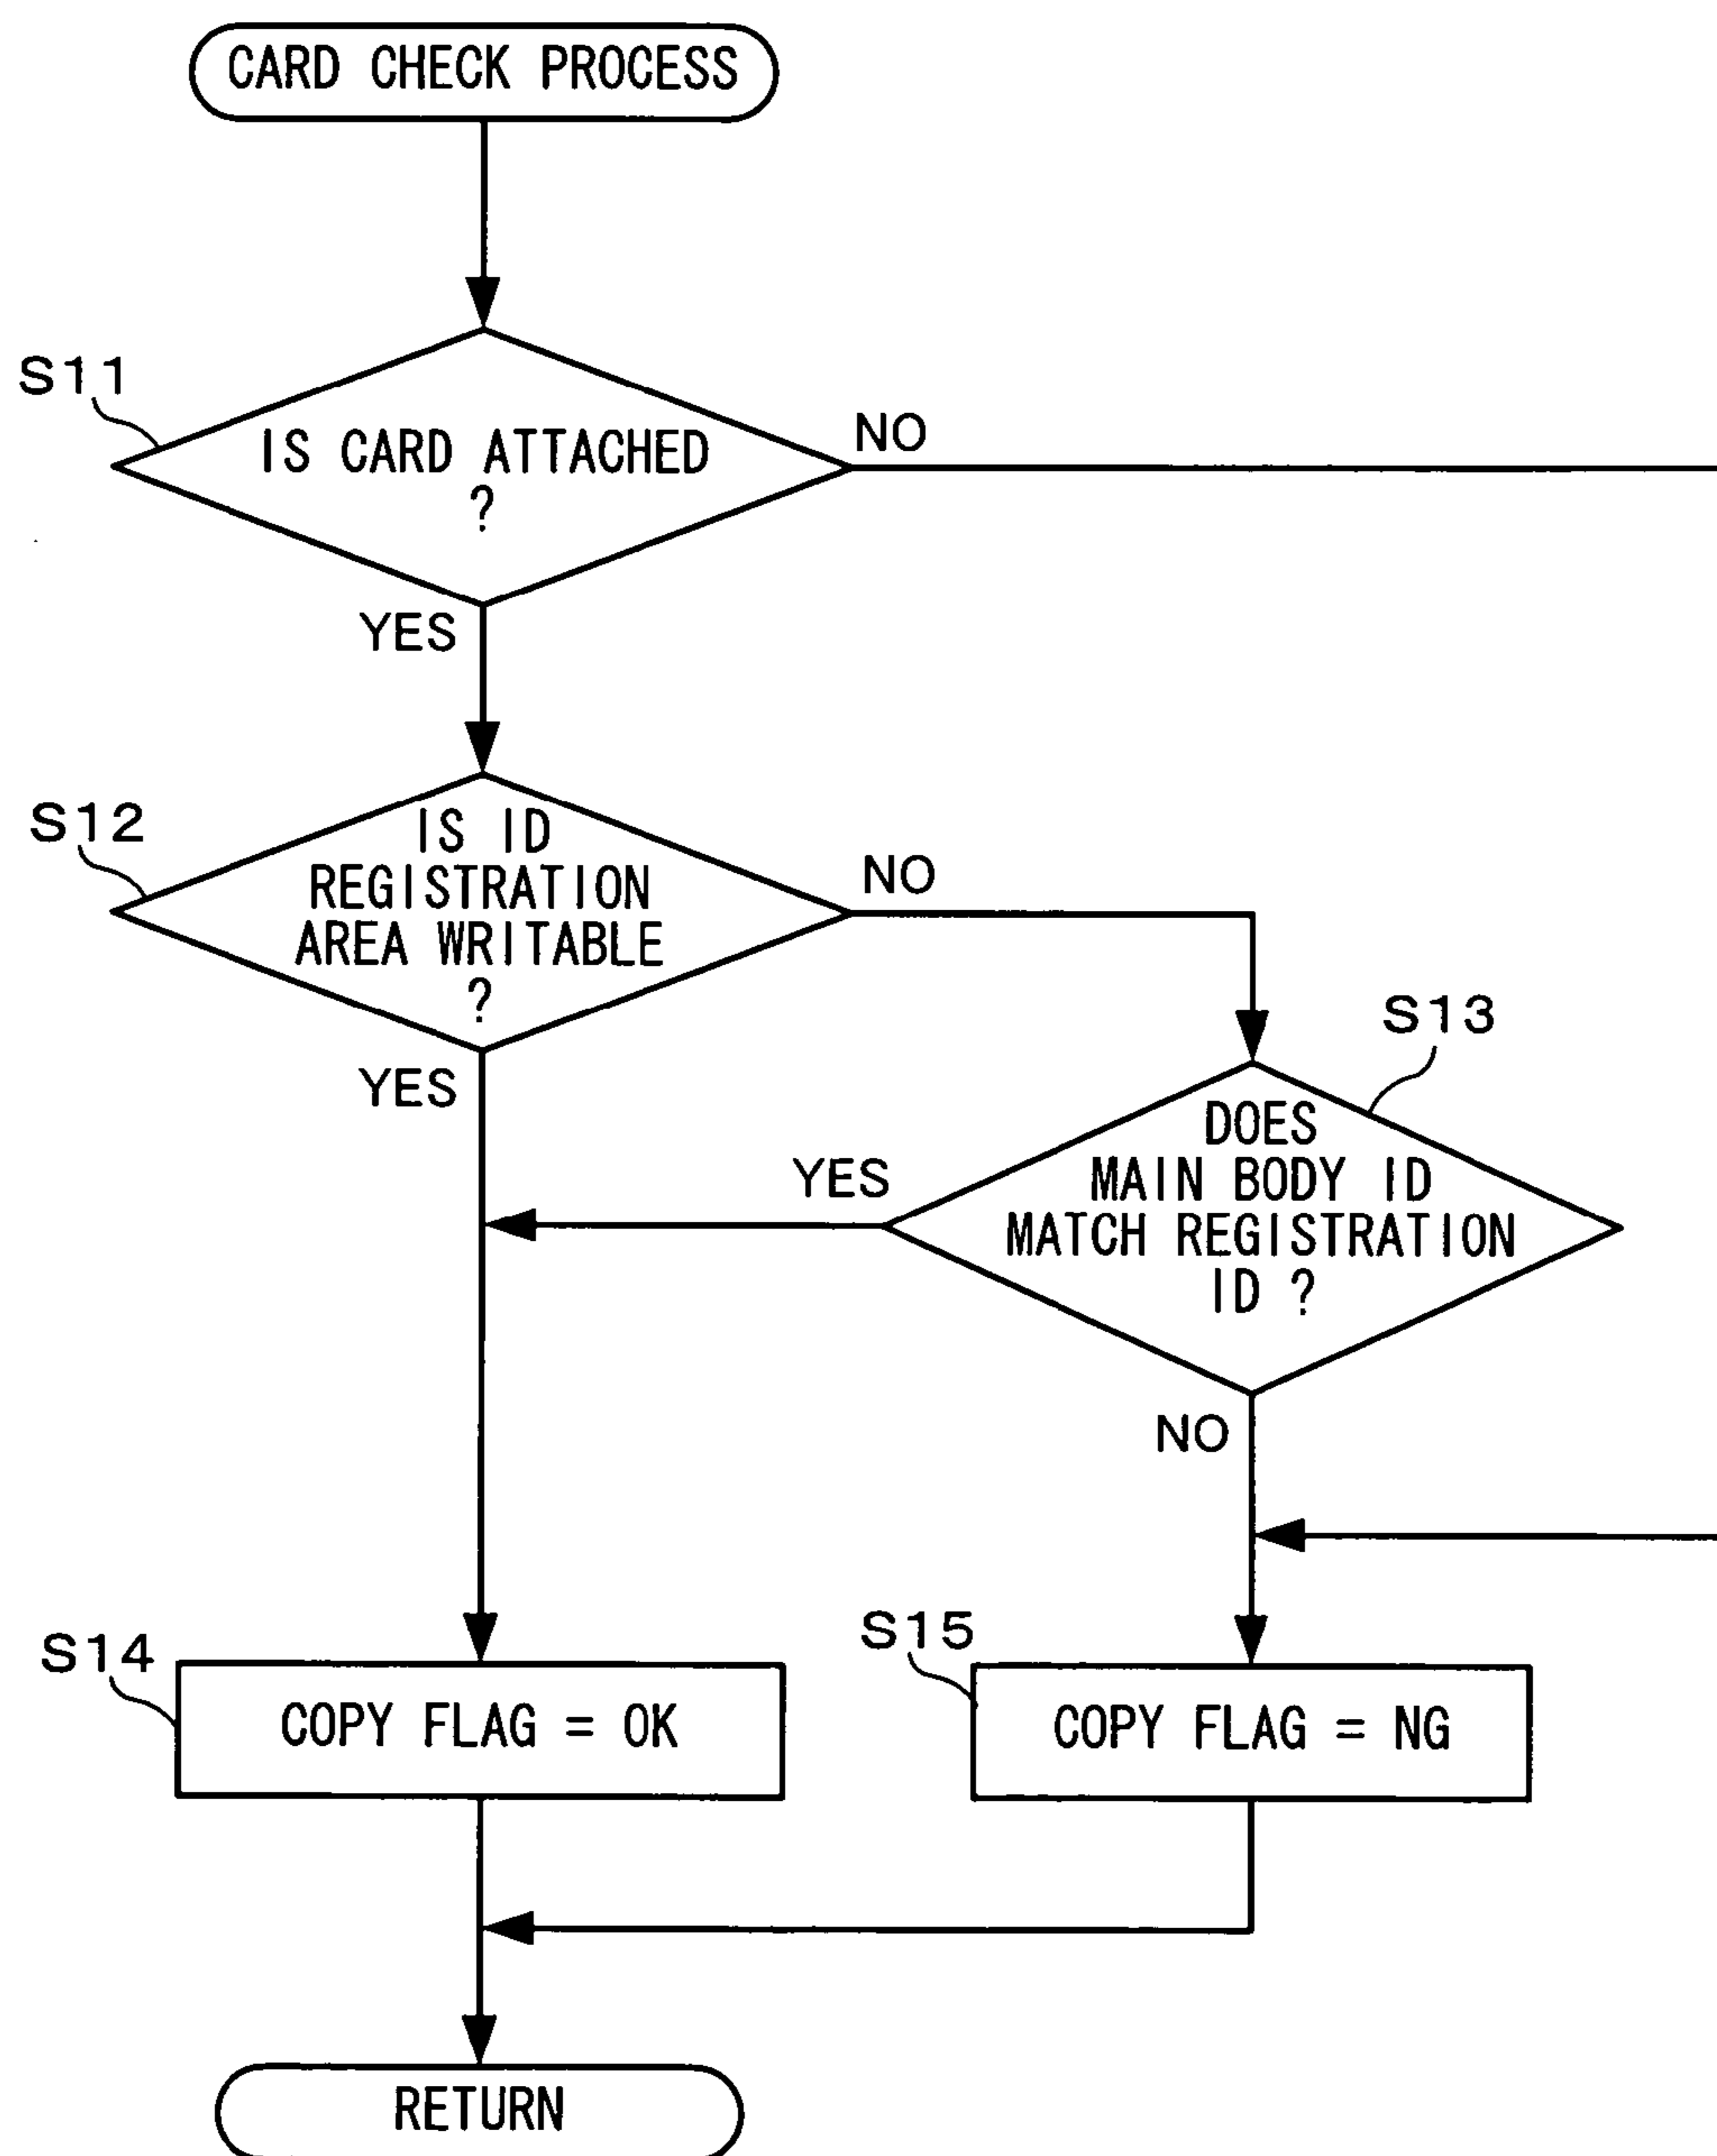 CARD CHECK PROCESS
S11
IS CARD ATTACHED
?
NO
YES
S12
IS ID
REGISTRATION
AREA WRITABLE
?
NO
YES
S13
DOES
MAIN BODY ID
MATCH REGISTRATION
ID ?
YES
NO
S14
COPY FLAG = OK
S15
COPY FLAG = NG
RETURN